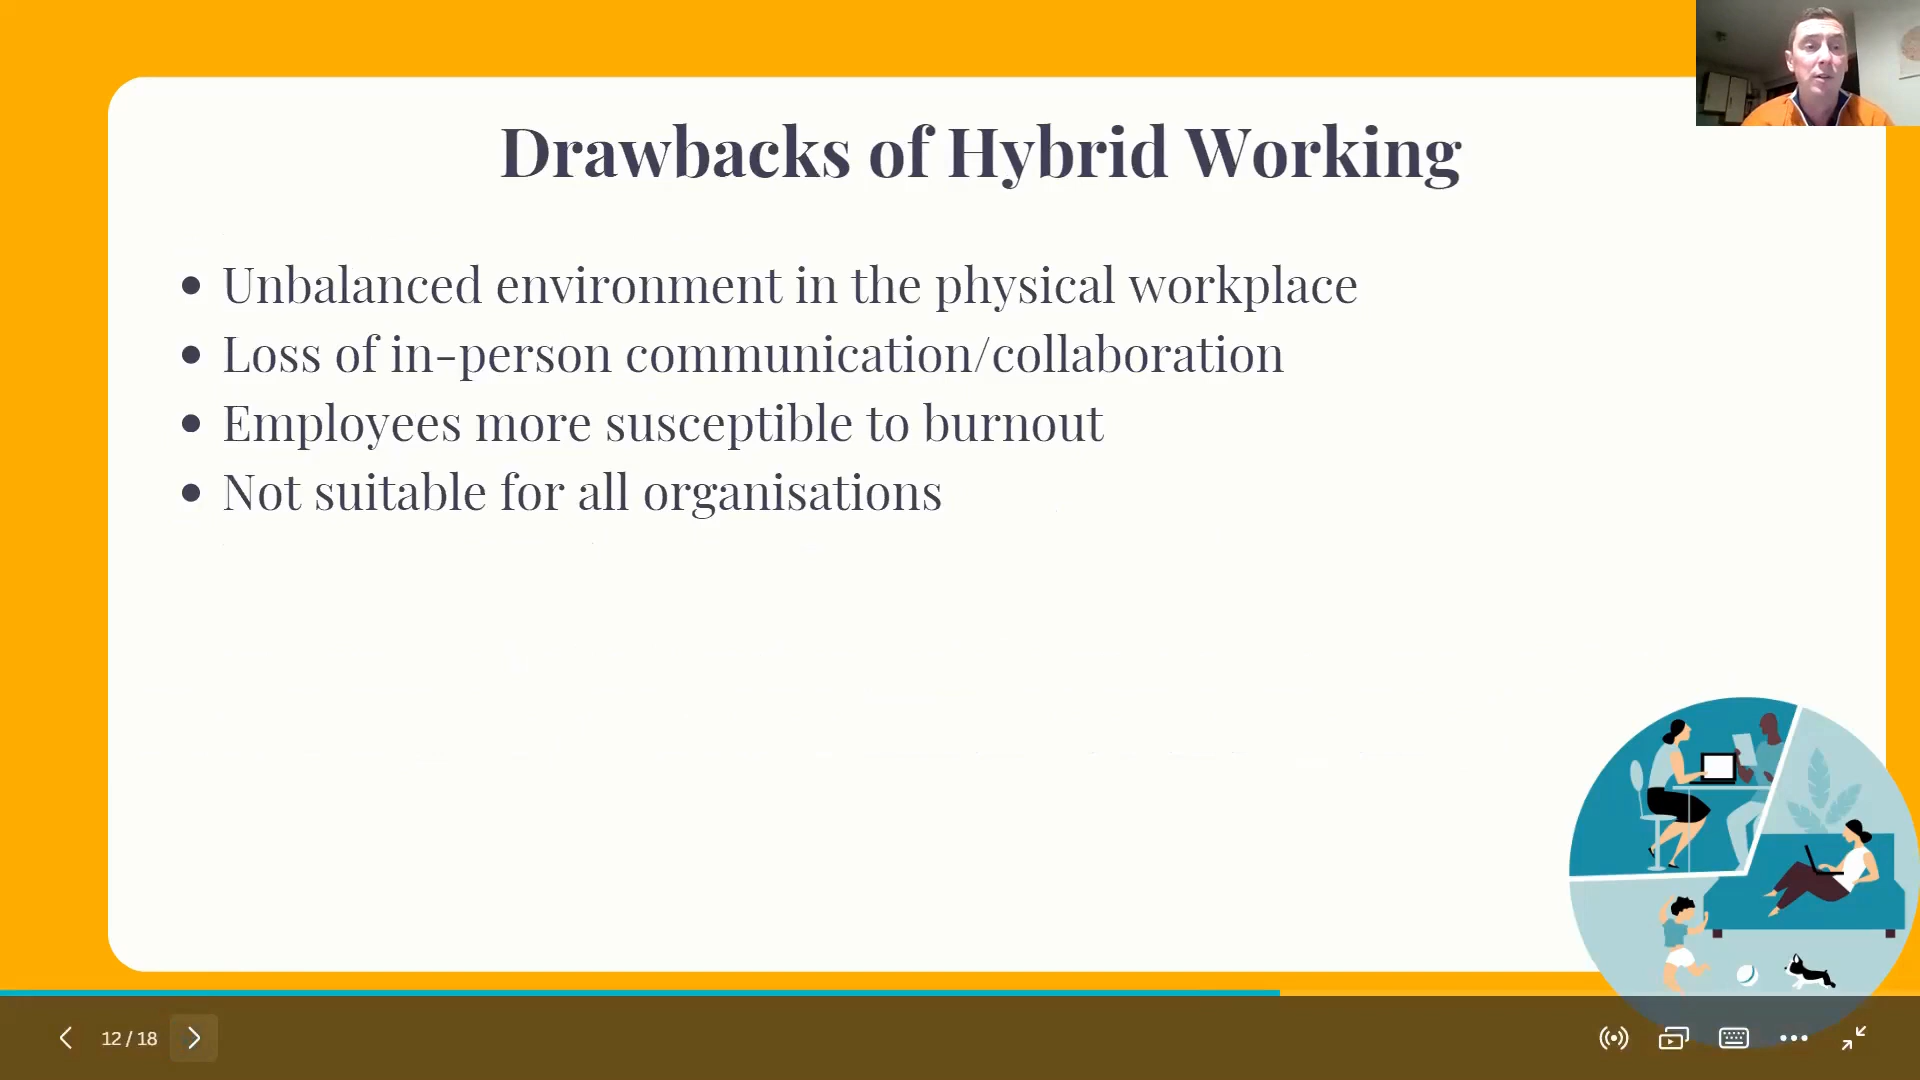 Drawbacks of Hybrid Working
• Unbalanced environment in the physical workplace
• Loss of in-person communication/collaboration
• Employees more susceptible to burnout
• Not suitable for all organisations
12 / 18